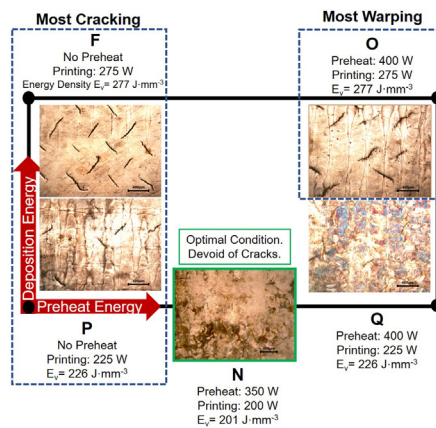 Most Cracking
Most Warping
F
No Preheat
Printing: 275 W
Energy Density Eᵥ= 277 J·mm⁻³
O
Preheat: 400 W
Printing: 275 W
Eᵥ= 277 J·mm⁻³
Deposition Energy
Preheat Energy
Optimal Condition.
Devoid of Cracks.
P
No Preheat
Printing: 225 W
Eᵥ= 226 J·mm⁻³
N
Preheat: 350 W
Printing: 200 W
Eᵥ= 201 J·mm⁻³
Q
Preheat: 400 W
Printing: 225 W
Eᵥ= 226 J·mm⁻³